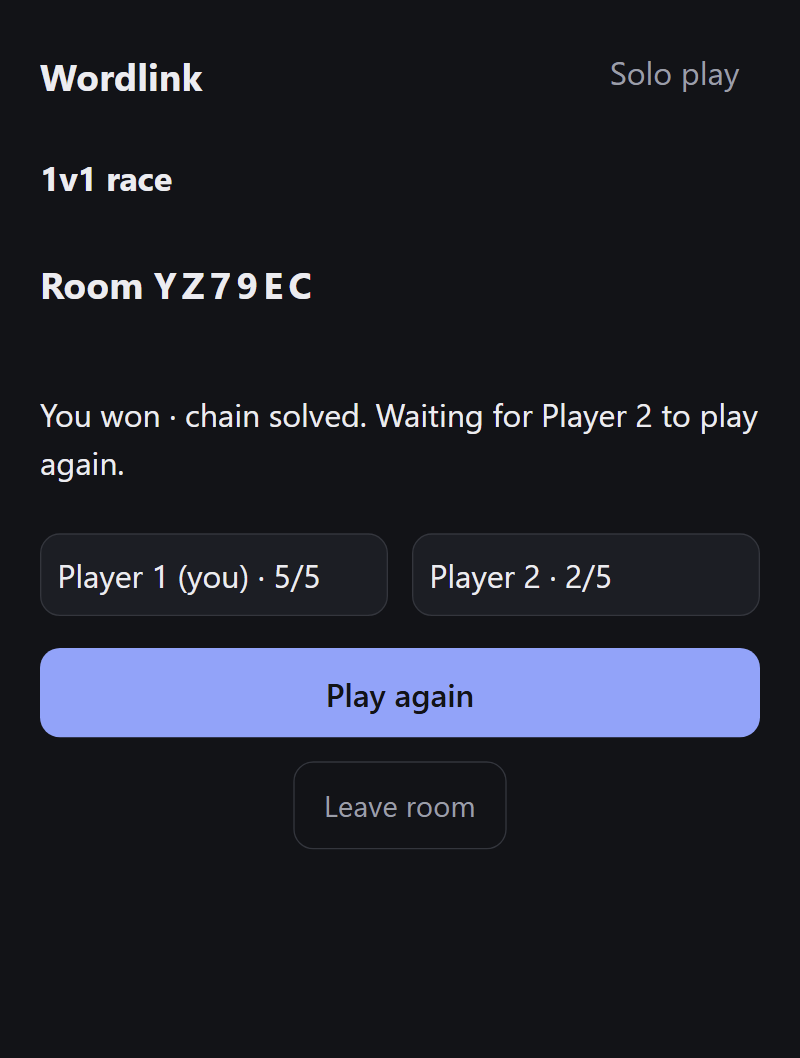 Wordlink
Solo play
1v1 race
Room YZ79EC
You won · chain solved. Waiting for Player 2 to play
again.
Player 1 (you) · 5/5
Player 2 · 2/5
Play again
Leave room